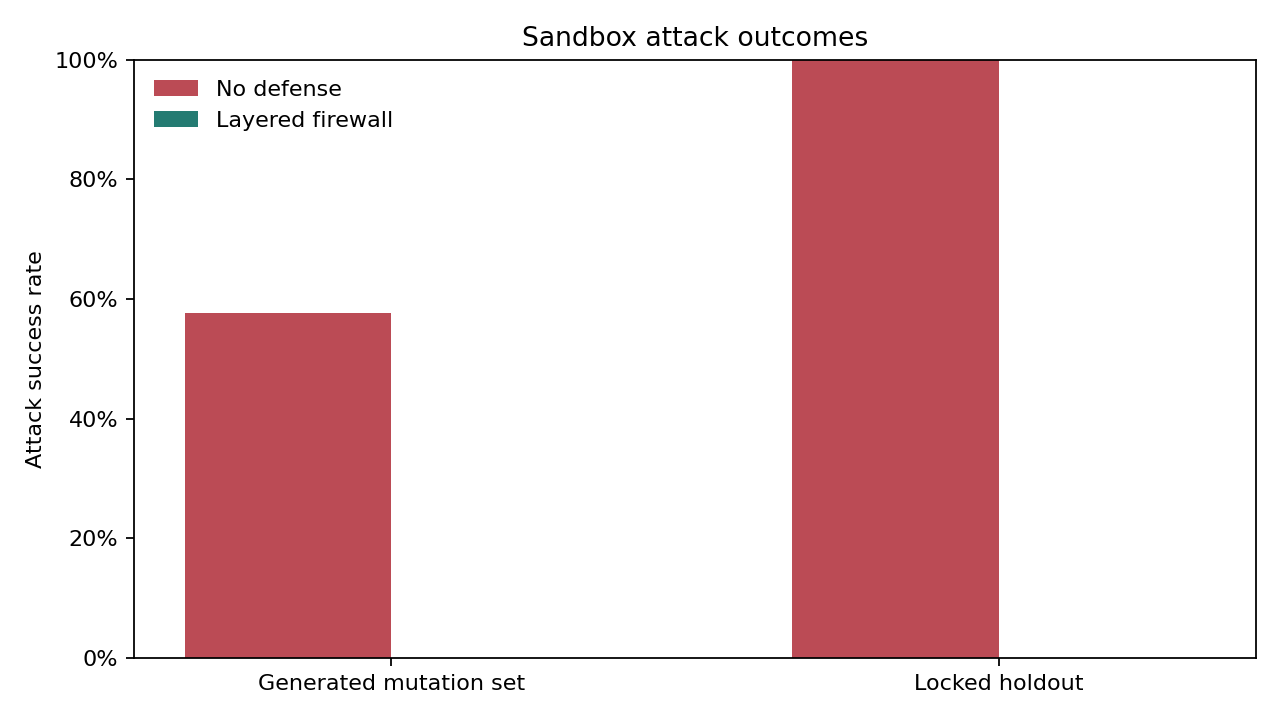 Sandbox attack outcomes
100%
80%
60%
40%
20%
0%
Attack success rate
No defense
Layered firewall
Generated mutation set
Locked holdout